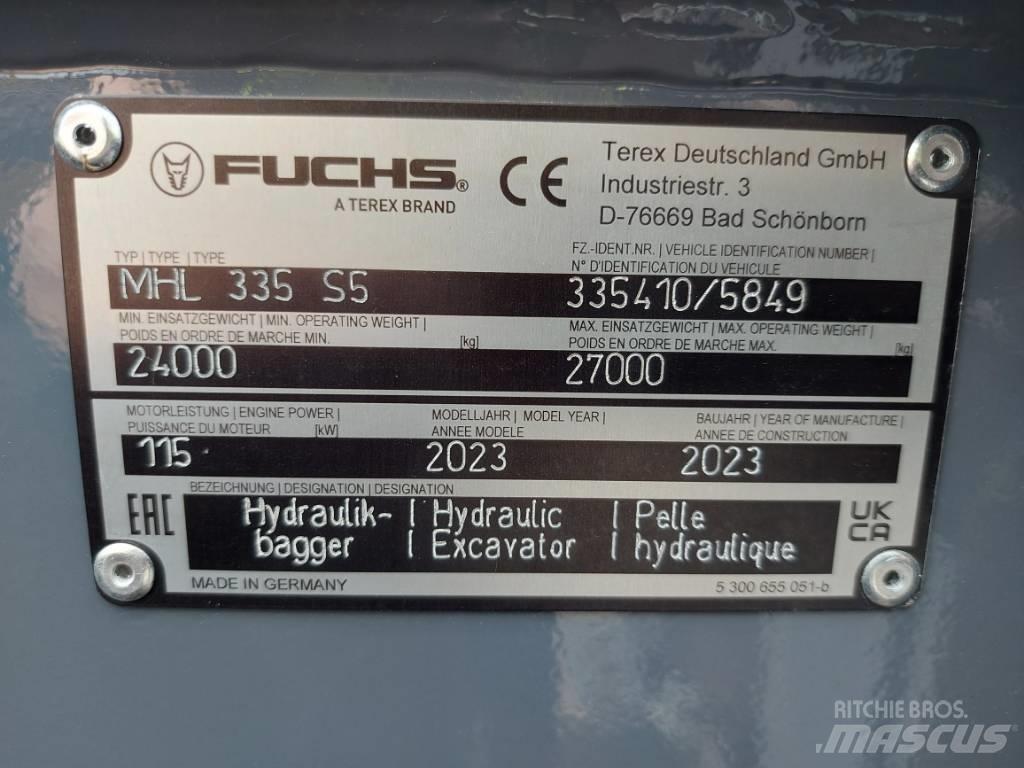 FUCHS®
A TEREX BRAND
CE
Terex Deutschland GmbH
Industriestr. 3
D-76669 Bad Schönborn
TYP | TYPE | TYPE
MHL 335 S5
FZ.-IDENT.NR. | VEHICLE IDENTIFICATION NUMBER |
N° D'IDENTIFICATION DU VEHICULE
335410/5849
MIN. EINSATZGEWICHT | MIN. OPERATING WEIGHT |
POIDS EN ORDRE DE MARCHE MIN. [kg]
24000
MAX. EINSATZGEWICHT | MAX. OPERATING WEIGHT |
POIDS EN ORDRE DE MARCHE MAX. [kg]
27000
MOTORLEISTUNG | ENGINE POWER |
PUISSANCE DU MOTEUR [kW]
115
MODELLJAHR | MODEL YEAR |
ANNEE MODELE
2023
BAUJAHR | YEAR OF MANUFACTURE |
ANNEE DE CONSTRUCTION
2023
BEZEICHNUNG | DESIGNATION | DESIGNATION
EAC
Hydraulik- | Hydraulic | Pelle
bagger | Excavator | hydraulique
UK
CA
MADE IN GERMANY
5 300 655 051-b
RITCHIE BROS.
MASCUS